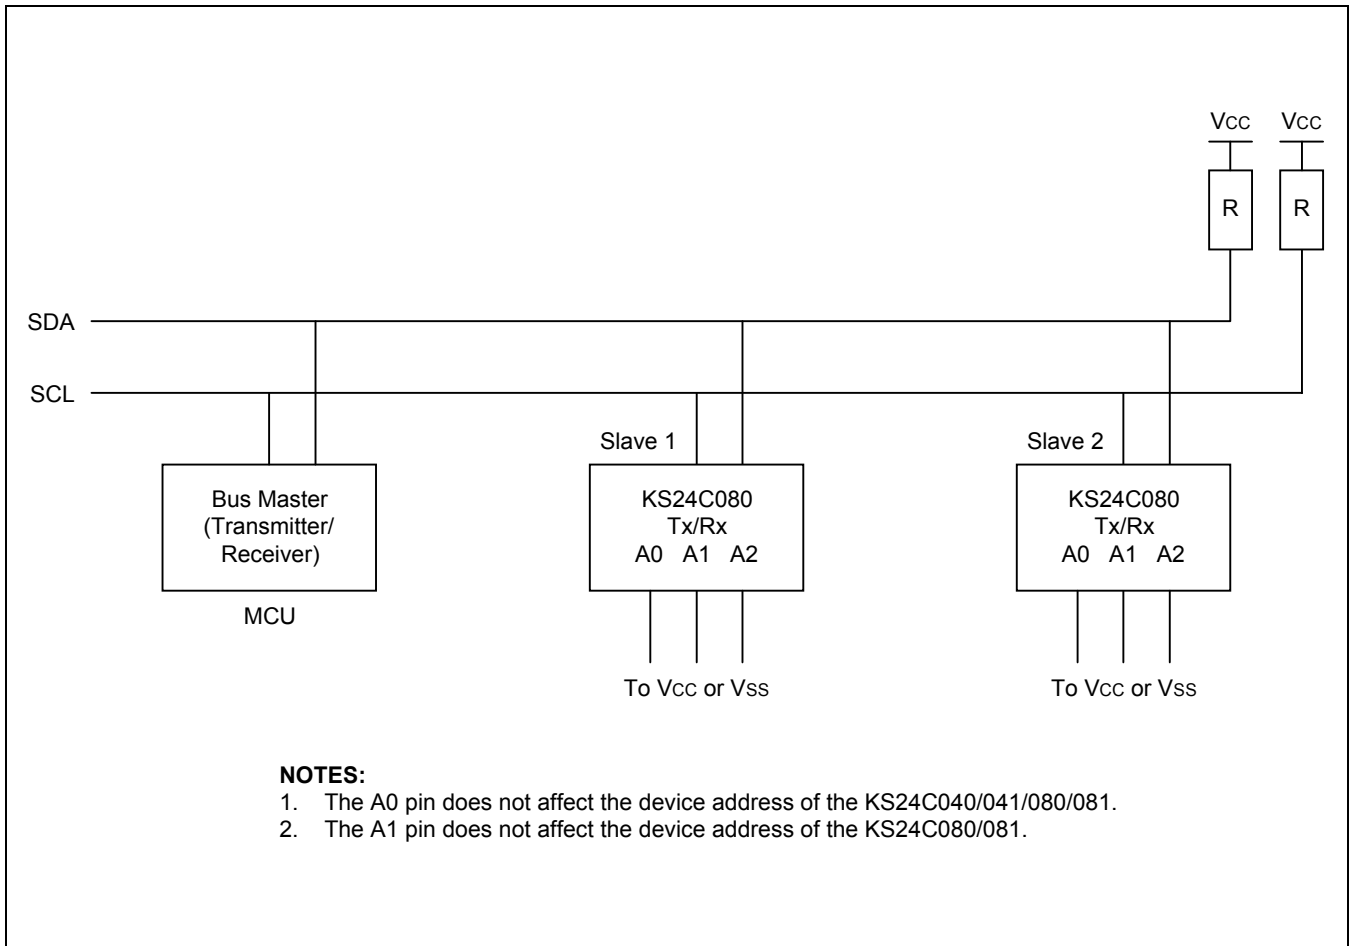 Vcc Vcc
R R
SDA
SCL
Slave 1 Slave 2
Bus Master
(Transmitter/
Receiver)
MCU
KS24C080
Tx/Rx
A0 A1 A2
To Vcc or Vss
KS24C080
Tx/Rx
A0 A1 A2
To Vcc or Vss
NOTES:
1. The A0 pin does not affect the device address of the KS24C040/041/080/081.
2. The A1 pin does not affect the device address of the KS24C080/081.